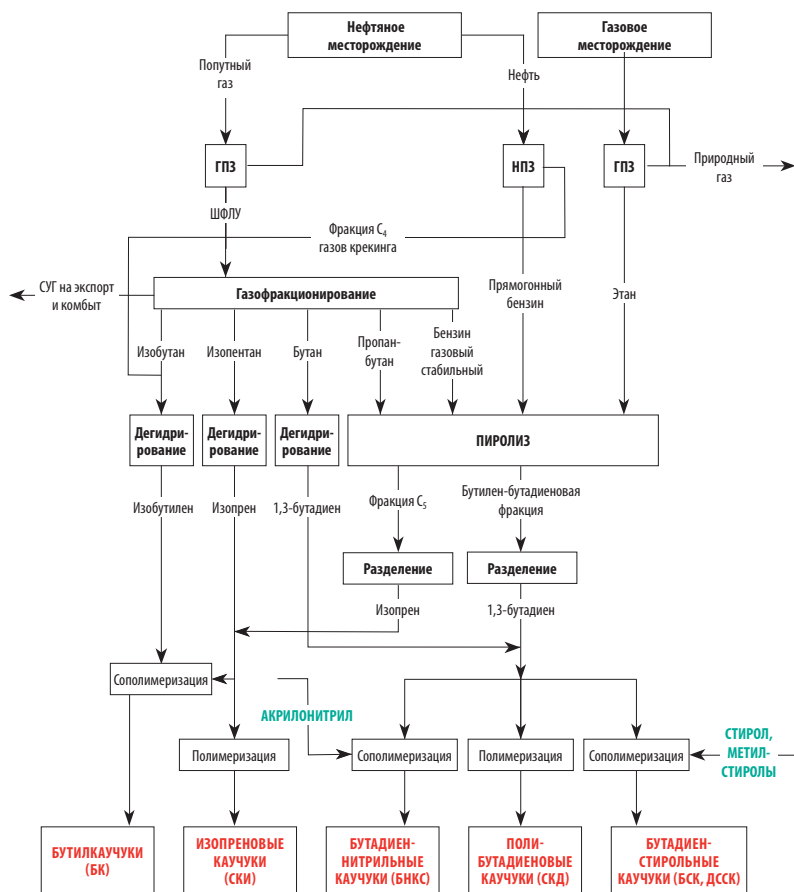 Нефтяное
месторождение
Газовое
месторождение
Попутный
газ
Нефть
ГПЗ
НПЗ
ГПЗ
Природный
газ
ШФЛУ
Фракция C₄
газов крекинга
СУГ на экспорт
и комбыт
Газофракционирование
Прямогонный
бензин
Этан
Изобутан
Изопентан
Бутан
Пропан-
бутан
Бензин
газовый
стабильный
Дегидри-
рование
Дегидри-
рование
Дегидри-
рование
ПИРОЛИЗ
Изобутилен
Изопрен
1,3-бутадиен
Фракция C₅
Бутилен-бутадиеновая
фракция
Разделение
Разделение
Изопрен
1,3-бутадиен
Сополимеризация
АКРИЛОНИТРИЛ
СТИРОЛ,
МЕТИЛ-
СТИРОЛЫ
Полимеризация
Сополимеризация
Полимеризация
Сополимеризация
БУТИЛКАУЧУКИ
(БК)
ИЗОПРЕНОВЫЕ
КАУЧУКИ
(СКИ)
БУТАДИЕН-
НИТРИЛЬНЫЕ
КАУЧУКИ (БНКС)
ПОЛИ-
БУТАДИЕНОВЫЕ
КАУЧУКИ (СКД)
БУТАДИЕН-
СТИРОЛЬНЫЕ
КАУЧУКИ (БСК, ДССК)